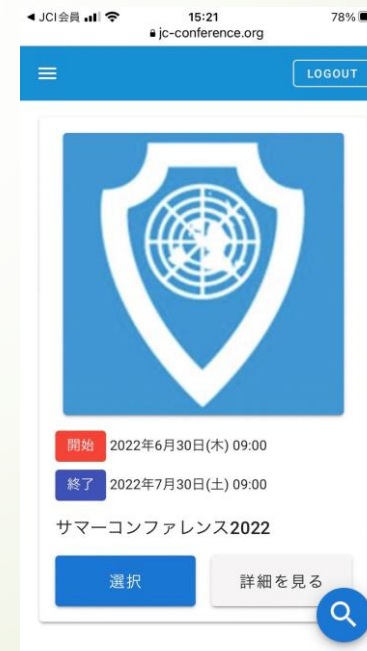 ◀JCI会員
15:21
78%
jc-conference.org
LOGOUT
開始 2022年6月30日(木) 09:00
終了 2022年7月30日(土) 09:00
サマーコンファレンス2022
選択
詳細を見る